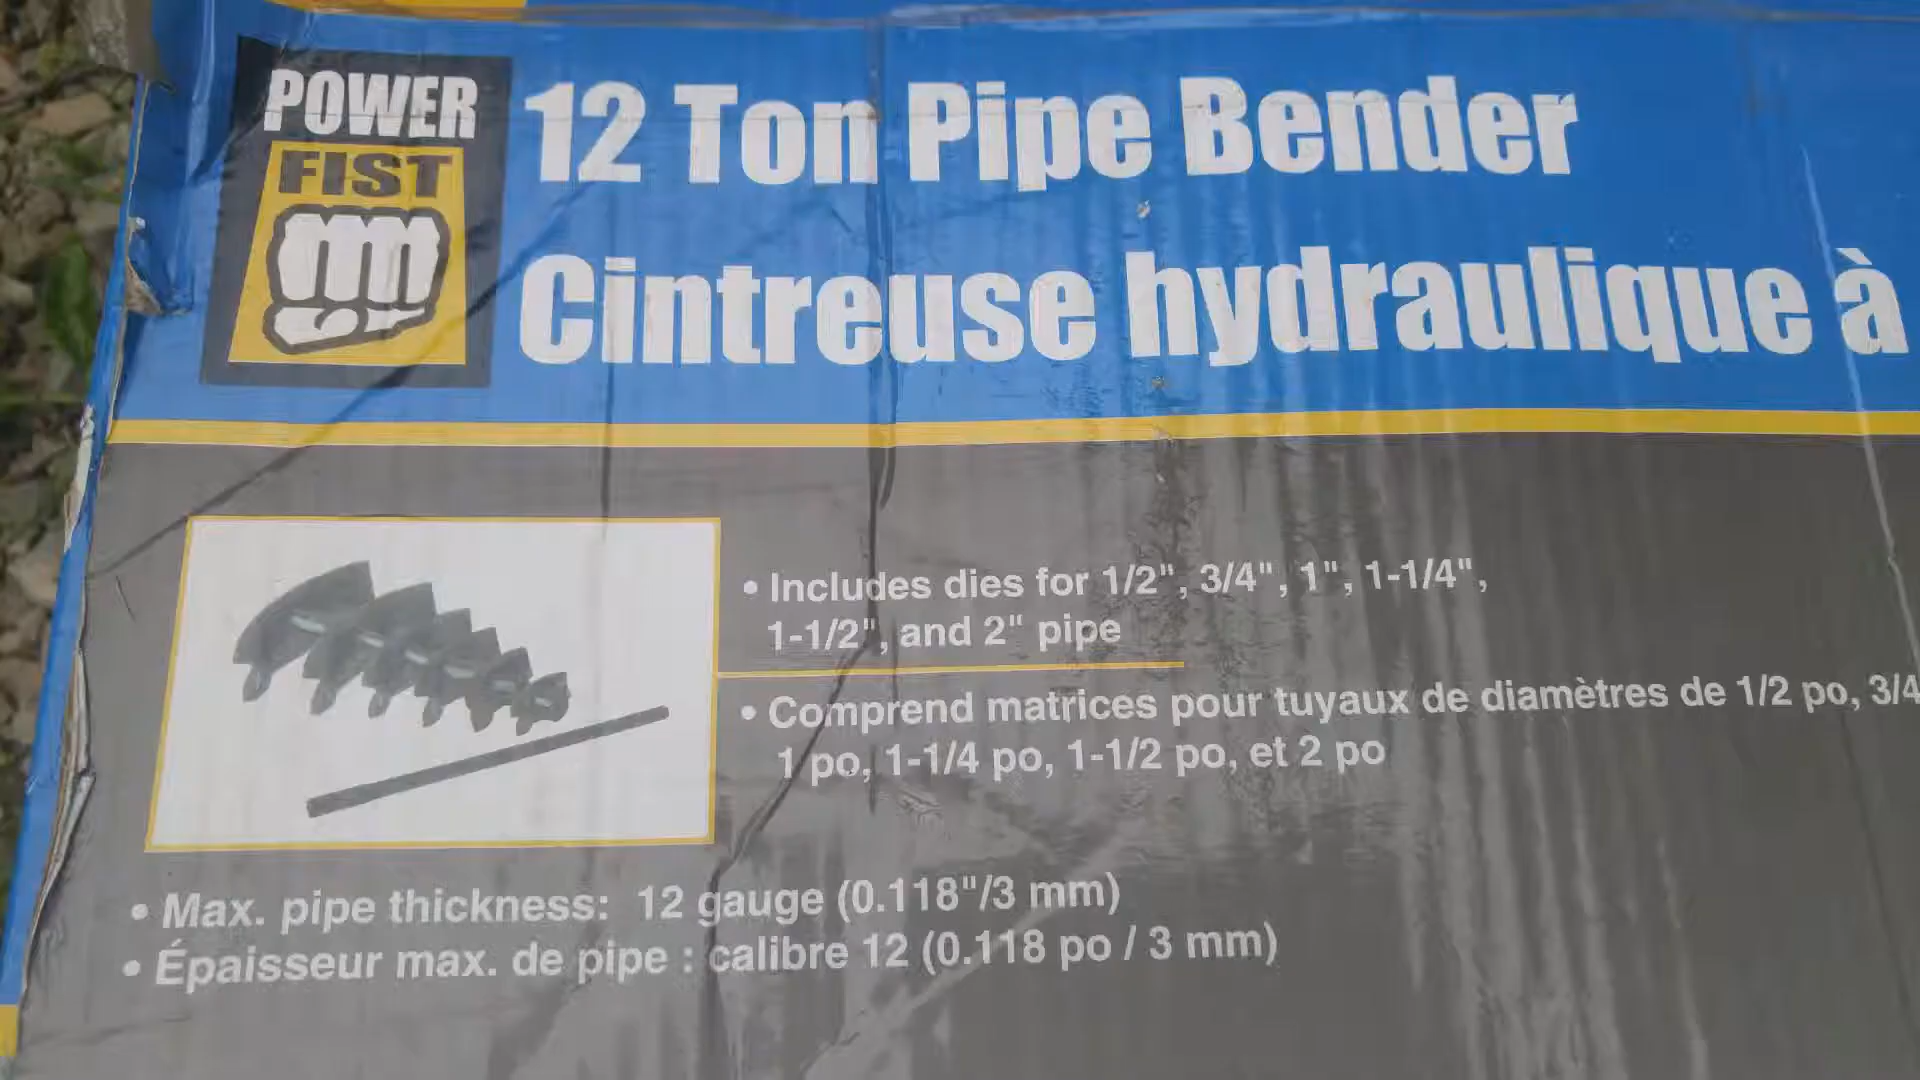 POWER
FIST
12 Ton Pipe Bender
Cintreuse hydraulique à
• Includes dies for 1/2", 3/4", 1", 1-1/4",
1-1/2", and 2" pipe
• Comprend matrices pour tuyaux de diamètres de 1/2 po, 3/4
1 po, 1-1/4 po, 1-1/2 po, et 2 po
• Max. pipe thickness: 12 gauge (0.118"/3 mm)
• Épaisseur max. de pipe : calibre 12 (0.118 po / 3 mm)